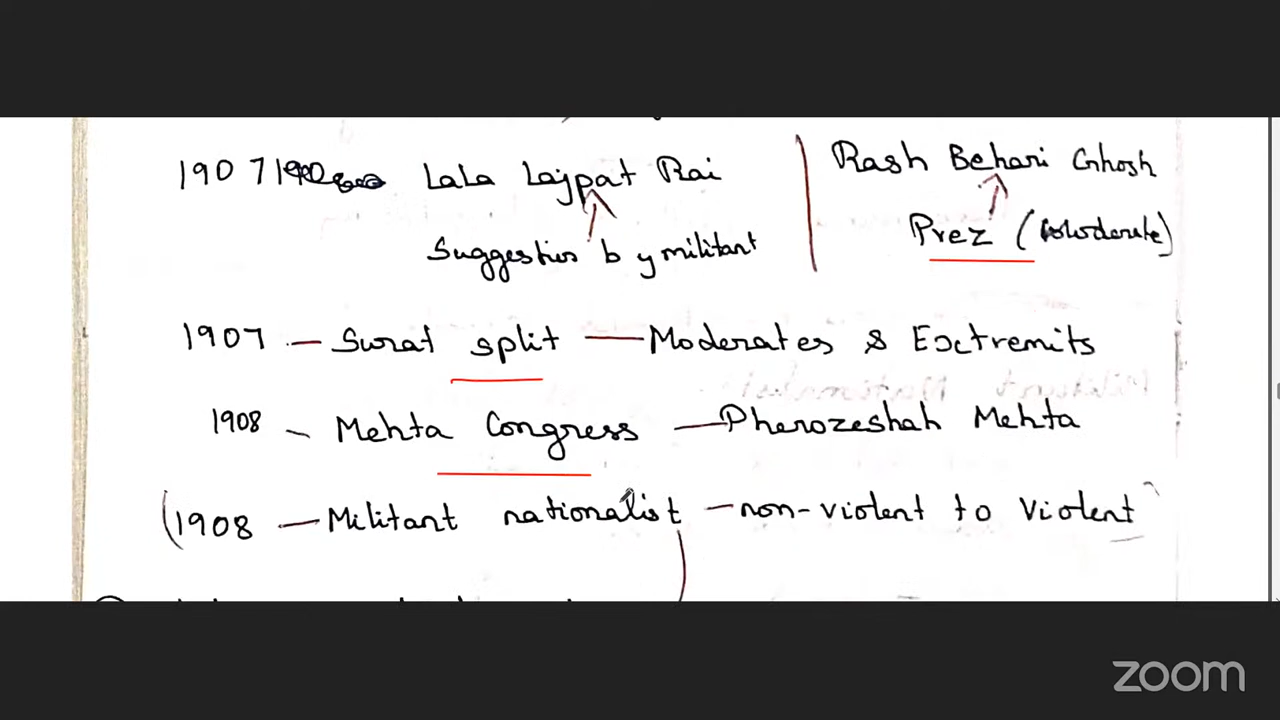 1907 Lala Lajpat Rai
Suggestion by militant
Rash Behari Ghosh
Prez (Moderate)
1907 — Surat split — Moderates & Extremits
1908 — Mehta Congress — Pherozeshah Mehta
(1908 — Militant nationalist — non-violent to violent
zoom